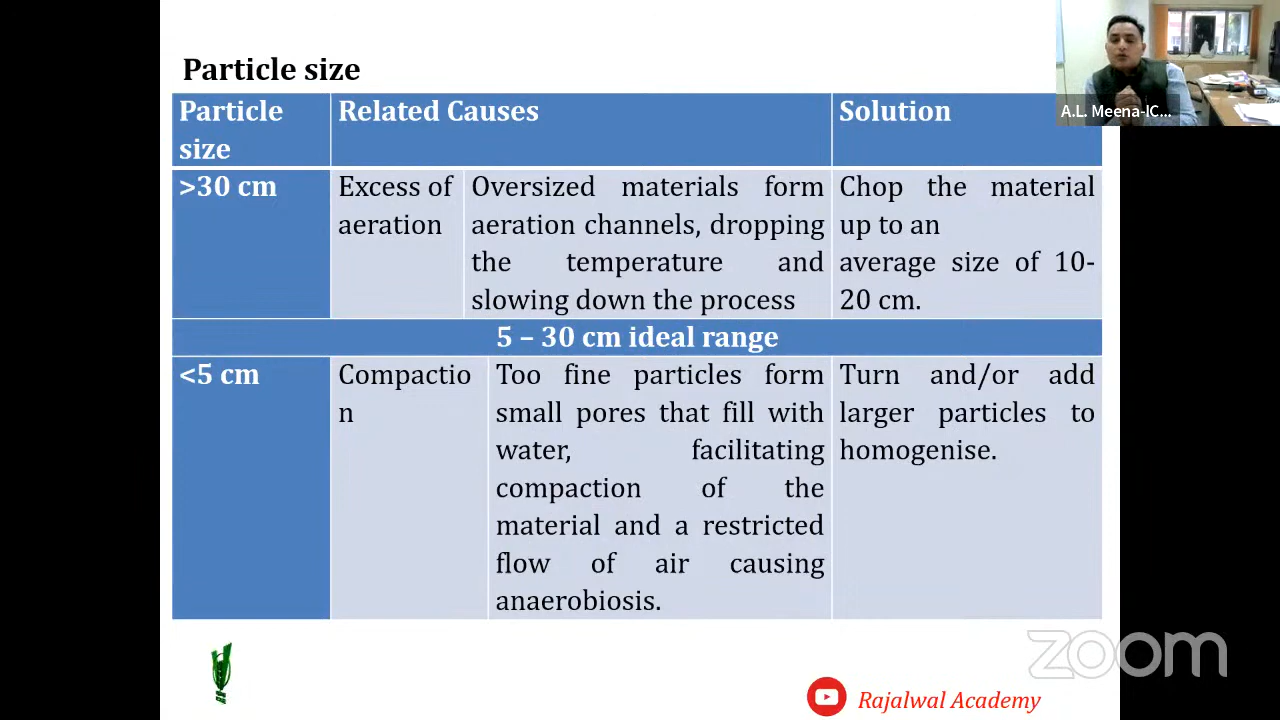 Particle size
Particle
size
Related Causes
Solution
A.L. Meena-IC...
>30 cm
Excess of
aeration
Oversized materials form
aeration channels, dropping
the temperature and
slowing down the process
Chop the material
up to an
average size of 10-
20 cm.
5 – 30 cm ideal range
<5 cm
Compactio
n
Too fine particles form
small pores that fill with
water, facilitating
compaction of the
material and a restricted
flow of air causing
anaerobiosis.
Turn and/or add
larger particles to
homogenise.
zoom
Rajalwal Academy